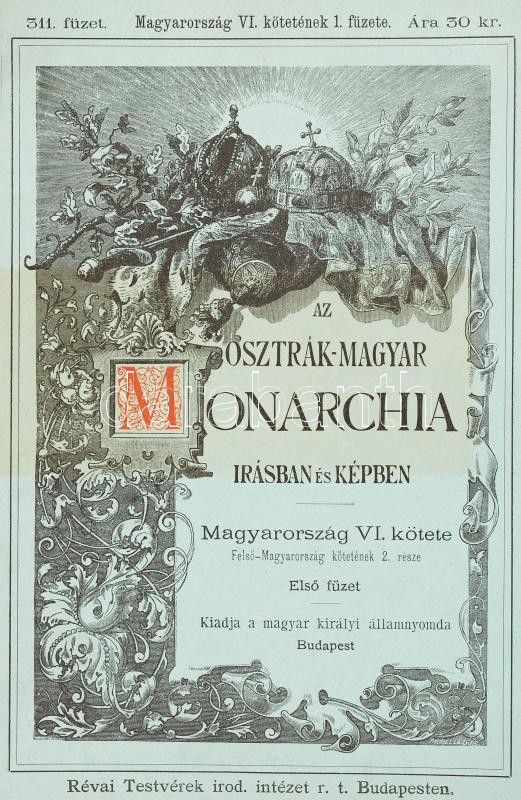 311. füzet. Magyarország VI. kötetének 1. füzete. Ára 30 kr.
AZ
OSZTRÁK-MAGYAR
MONARCHIA
IRÁSBAN ÉS KÉPBEN
Magyarország VI. kötete
Felső-Magyarország kötetének 2. része
Első füzet
Kiadja a magyar királyi államnyomda
Budapest
Révai Testvérek irod. intézet r. t. Budapesten.